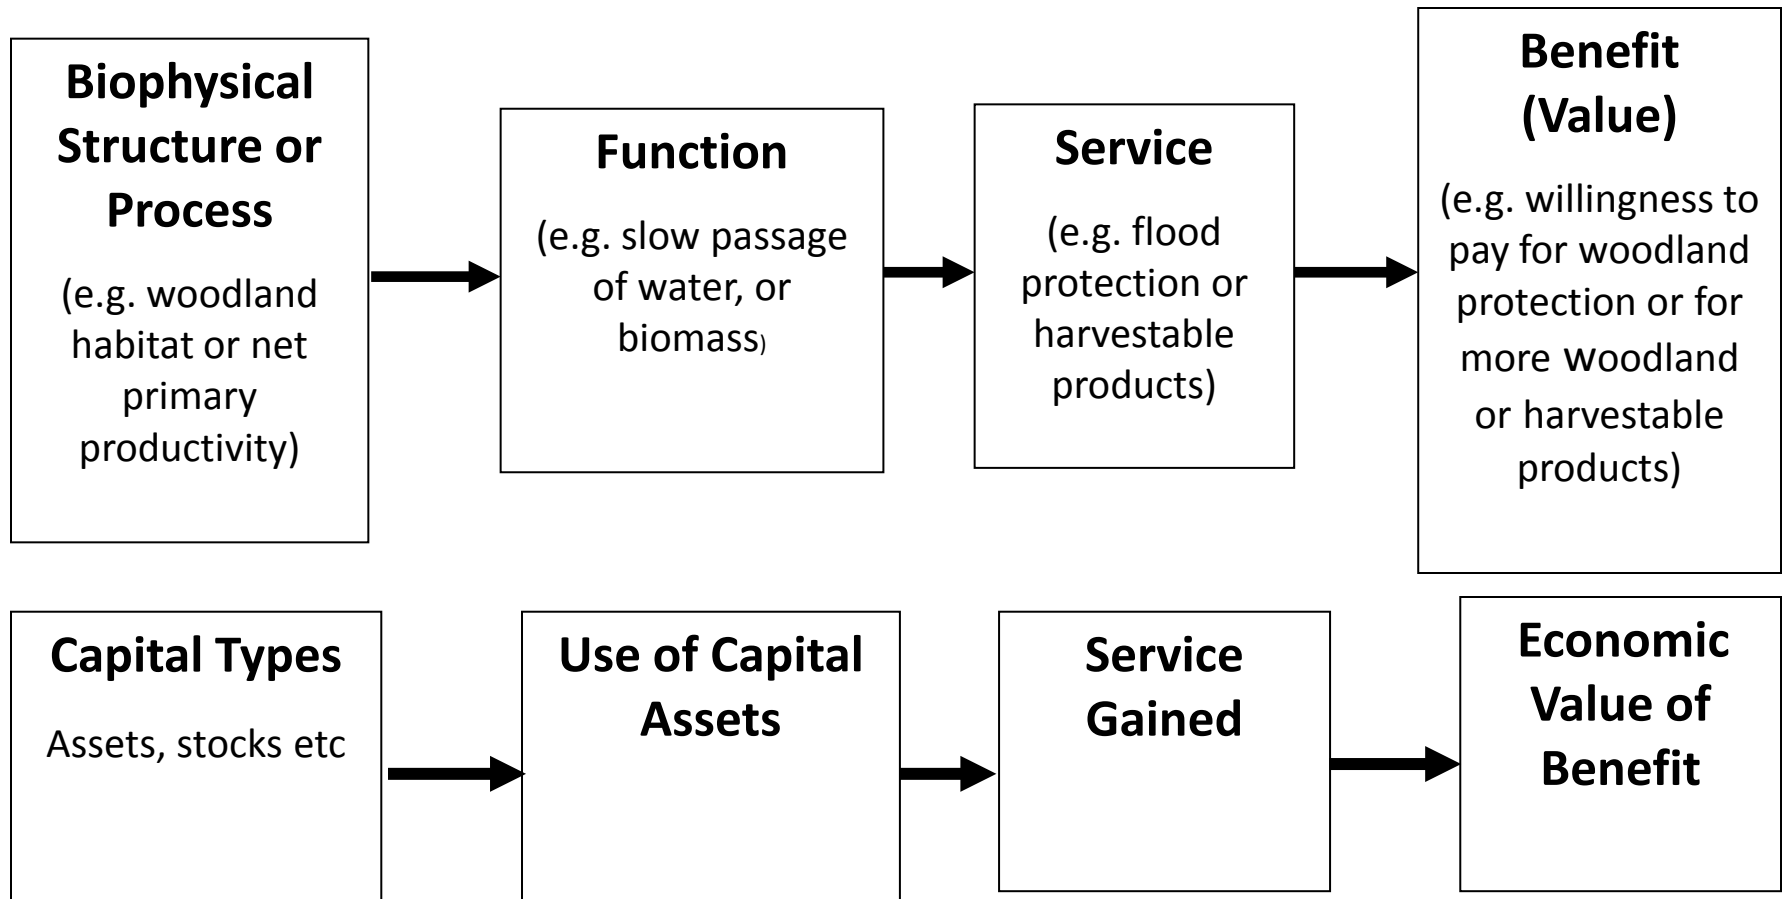 Biophysical
Structure or
Process
(e.g. woodland
habitat or net
primary
productivity)
Function
(e.g. slow passage
of water, or
biomass)
Service
(e.g. flood
protection or
harvestable
products)
Benefit
(Value)
(e.g. willingness to
pay for woodland
protection or for
more woodland
or harvestable
products)
Capital Types
Assets, stocks etc
Use of Capital
Assets
Service
Gained
Economic
Value of
Benefit